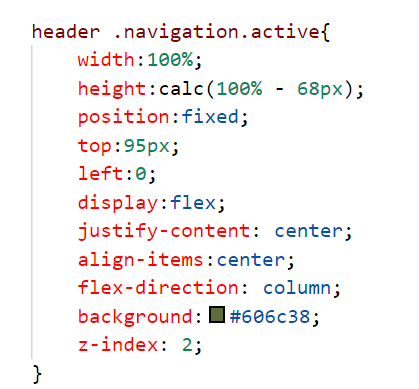 header .navigation.active{
width:100%;
height:calc(100% - 68px);
position:fixed;
top:95px;
left:0;
display:flex;
justify-content: center;
align-items:center;
flex-direction: column;
background:#606c38;
z-index: 2;
}